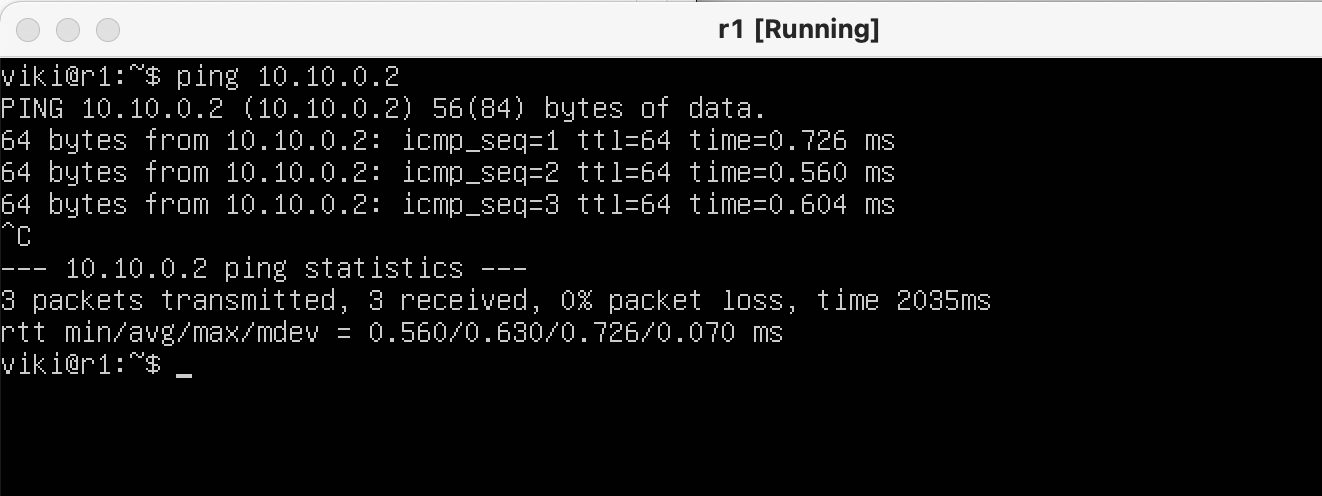 r1 [Running]
viki@r1:~$ ping 10.10.0.2
PING 10.10.0.2 (10.10.0.2) 56(84) bytes of data.
64 bytes from 10.10.0.2: icmp_seq=1 ttl=64 time=0.726 ms
64 bytes from 10.10.0.2: icmp_seq=2 ttl=64 time=0.560 ms
64 bytes from 10.10.0.2: icmp_seq=3 ttl=64 time=0.604 ms
^C
--- 10.10.0.2 ping statistics ---
3 packets transmitted, 3 received, 0% packet loss, time 2035ms
rtt min/avg/max/mdev = 0.560/0.630/0.726/0.070 ms
viki@r1:~$ _